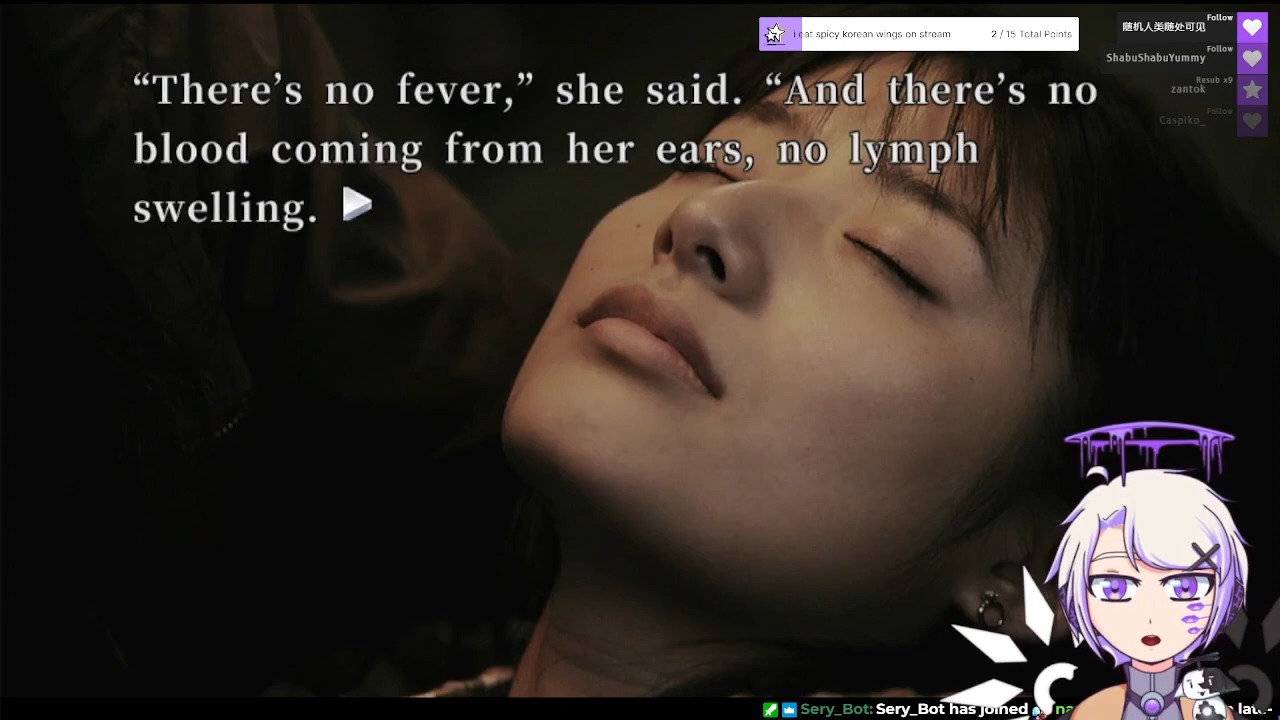 i eat spicy korean wings on stream
2 / 15 Total Points
Follow
随机人类随处可见
Follow
ShabuShabuYummy
Resub x9
zantok
Follow
Caspiko_
“There’s no fever,” she said. “And there’s no
blood coming from her ears, no lymph
swelling.
Sery_Bot: Sery_Bot has joined